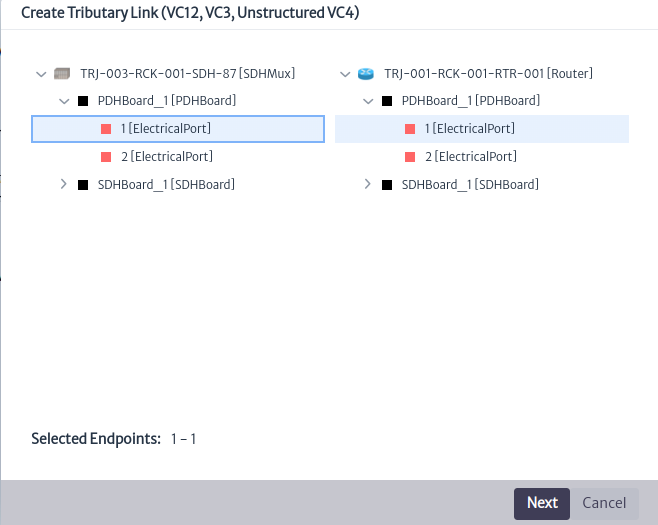 Create Tributary Link (VC12, VC3, Unstructured VC4)
TRJ-003-RCK-001-SDH-87 [SDHMux]
PDHBoard_1 [PDHBoard]
1 [ElectricalPort]
2 [ElectricalPort]
SDHBoard_1 [SDHBoard]
TRJ-001-RCK-001-RTR-001 [Router]
PDHBoard_1 [PDHBoard]
1 [ElectricalPort]
2 [ElectricalPort]
SDHBoard_1 [SDHBoard]
Selected Endpoints: 1 - 1
Next Cancel